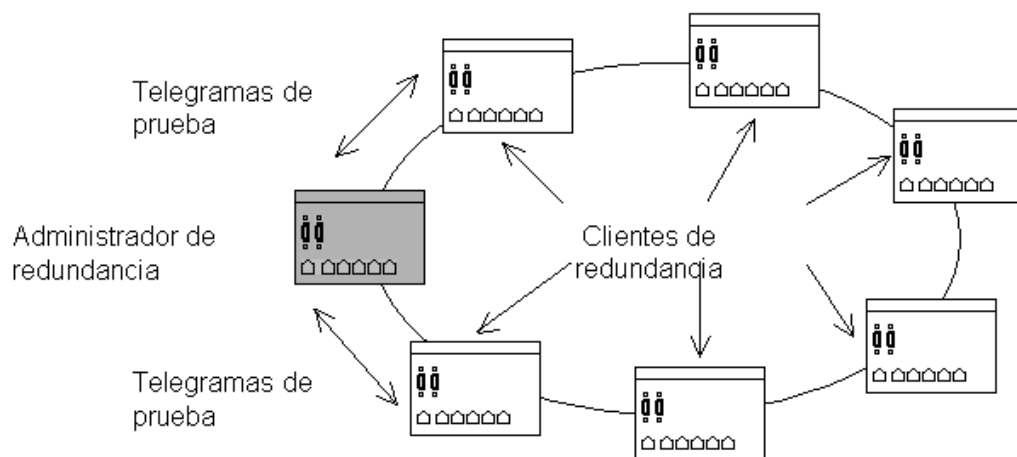 Telegramas de
prueba
Administrador de
redundancia
Clientes de
redundancia
Telegramas de
prueba